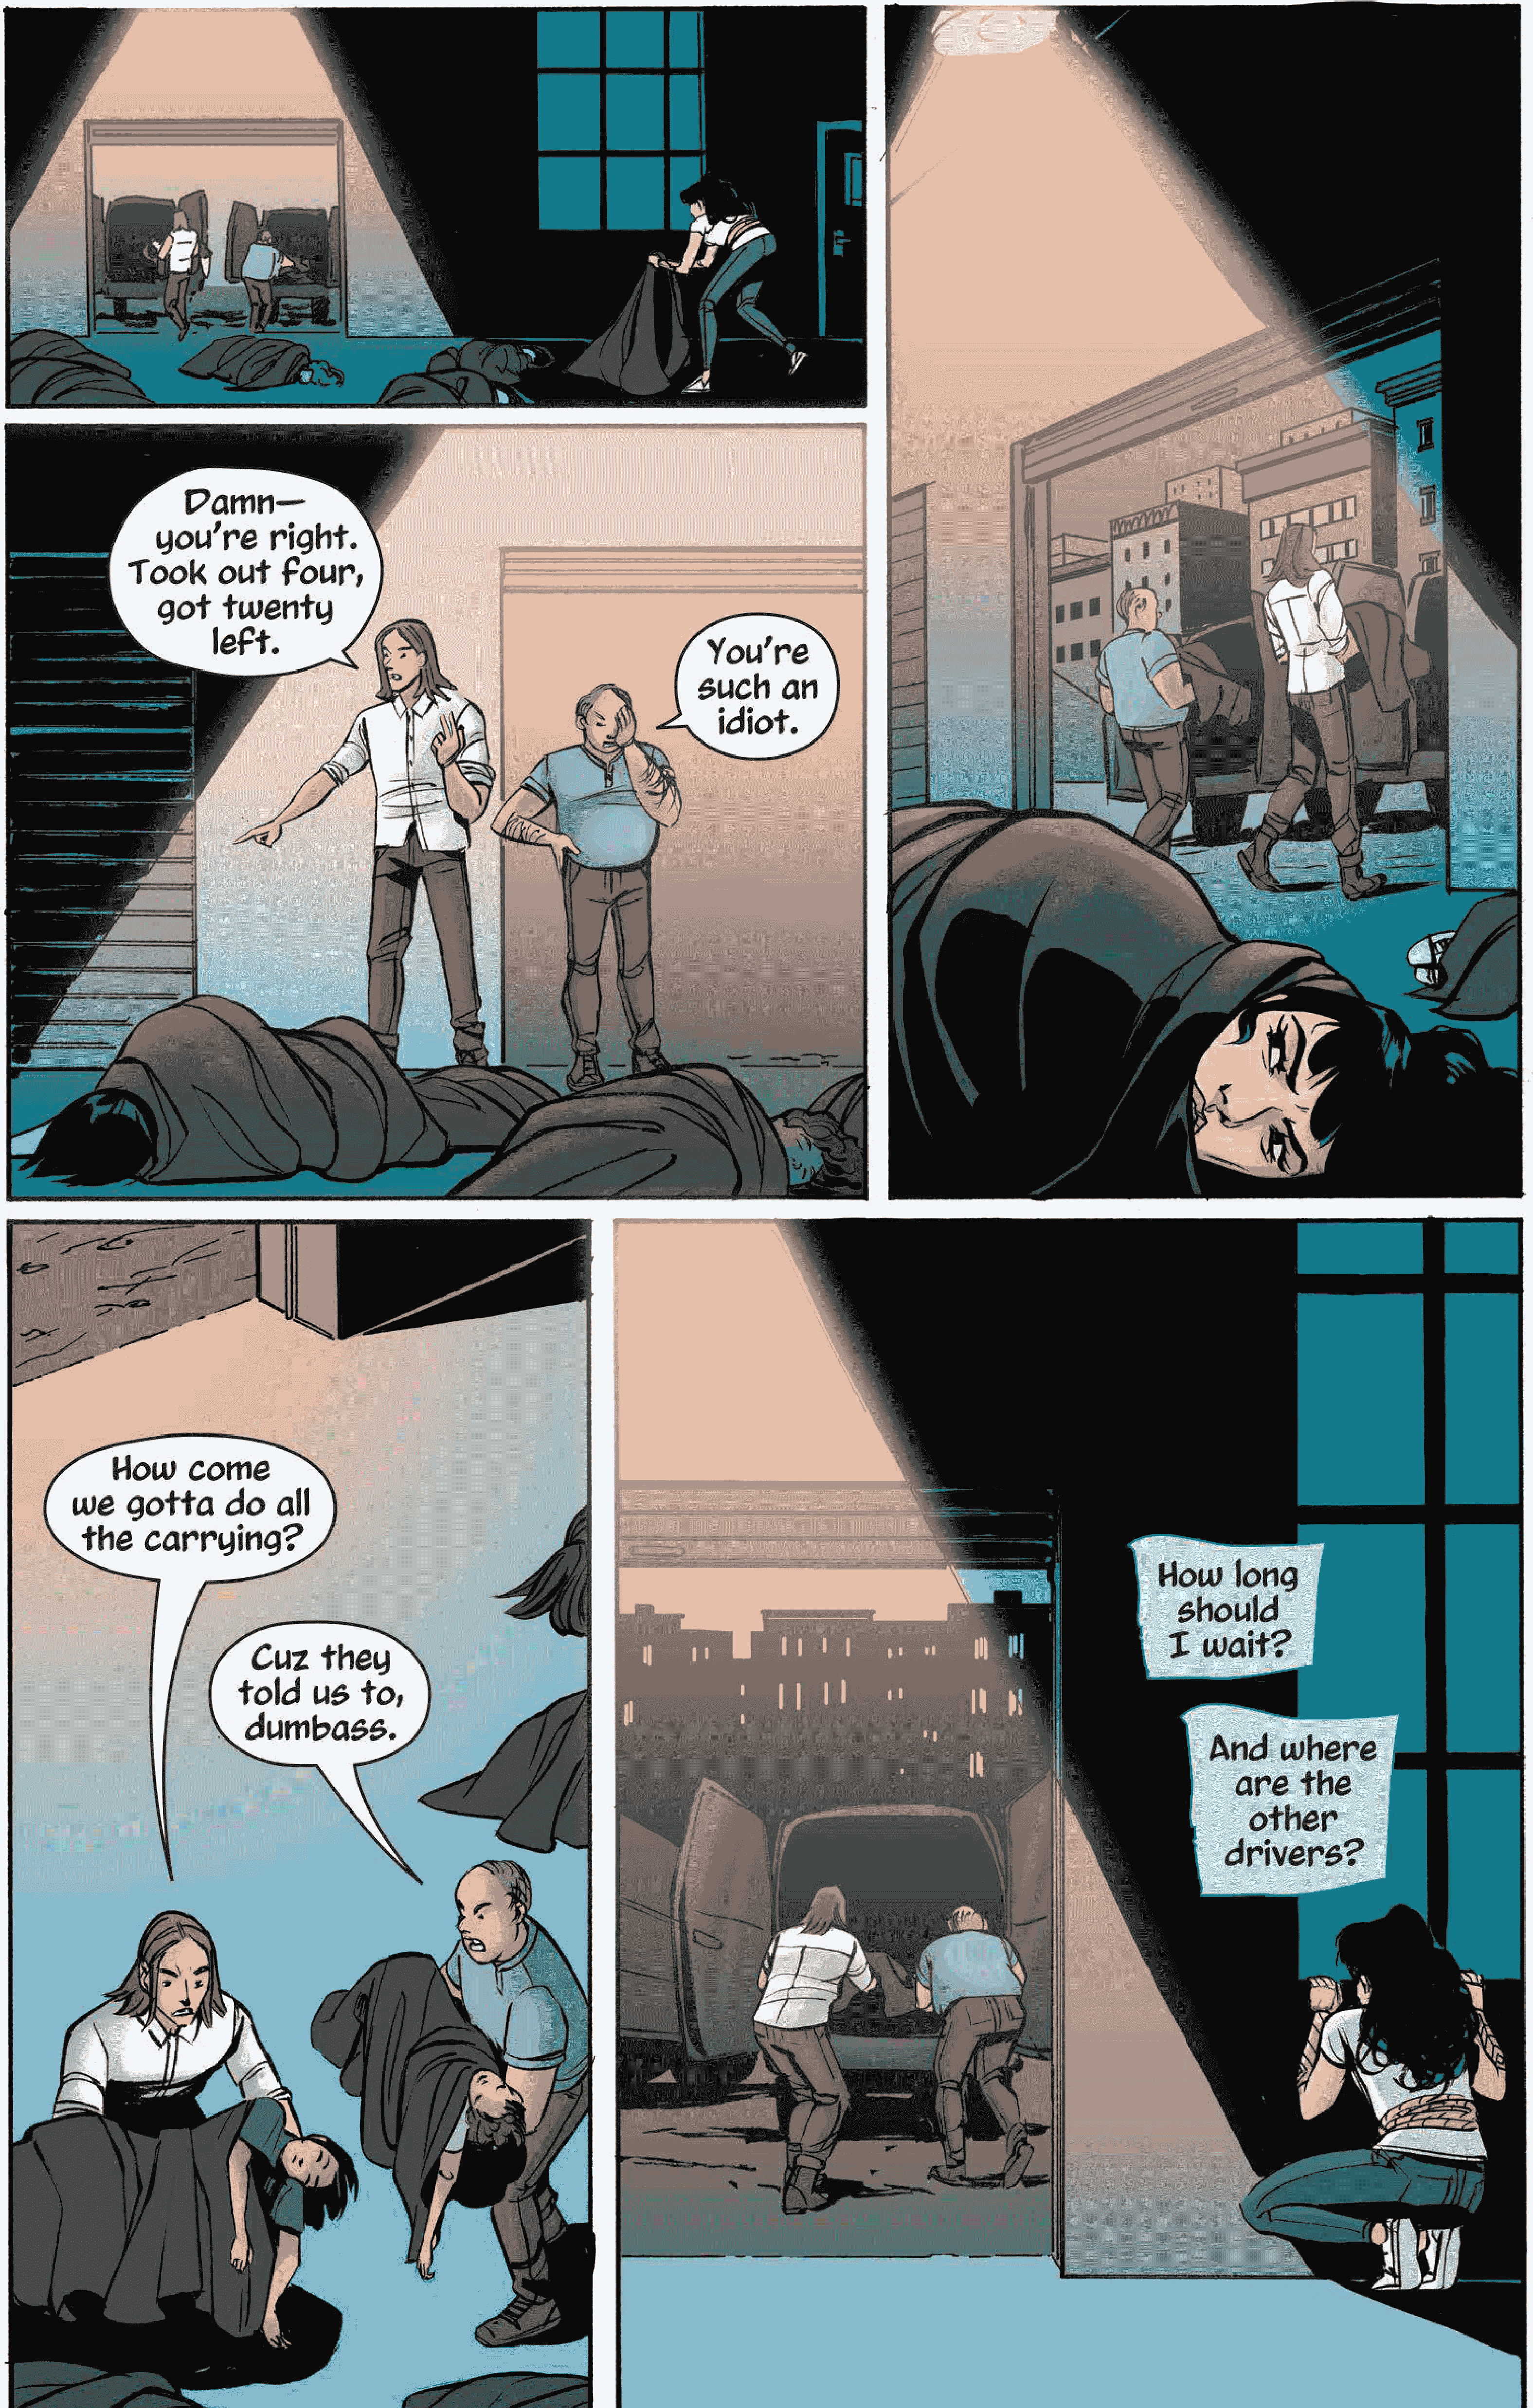 Damn—
you're right.
Took out four,
got twenty
left.
You're
such an
idiot.
How come
we gotta do all
the carrying?
Cuz they
told us to,
dumbass.
How long
should
I wait?
And where
are the
other
drivers?